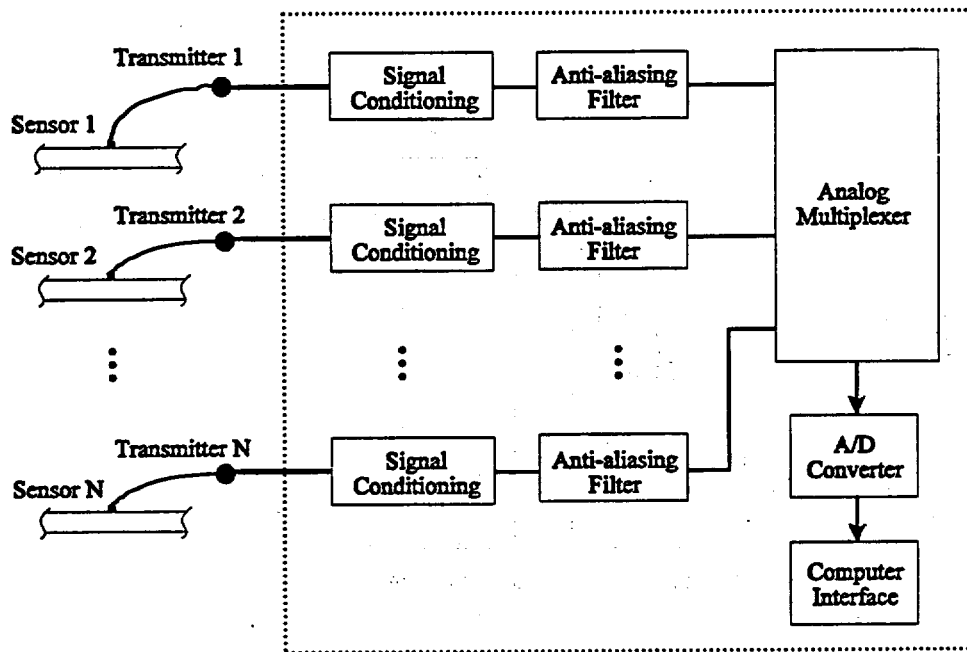 Transmitter 1
Signal
Conditioning
Anti-aliasing
Filter
Sensor 1
Analog
Multiplexer
Transmitter 2
Signal
Conditioning
Anti-aliasing
Filter
Sensor 2
Transmitter N
Signal
Conditioning
Anti-aliasing
Filter
Sensor N
A/D
Converter
Computer
Interface